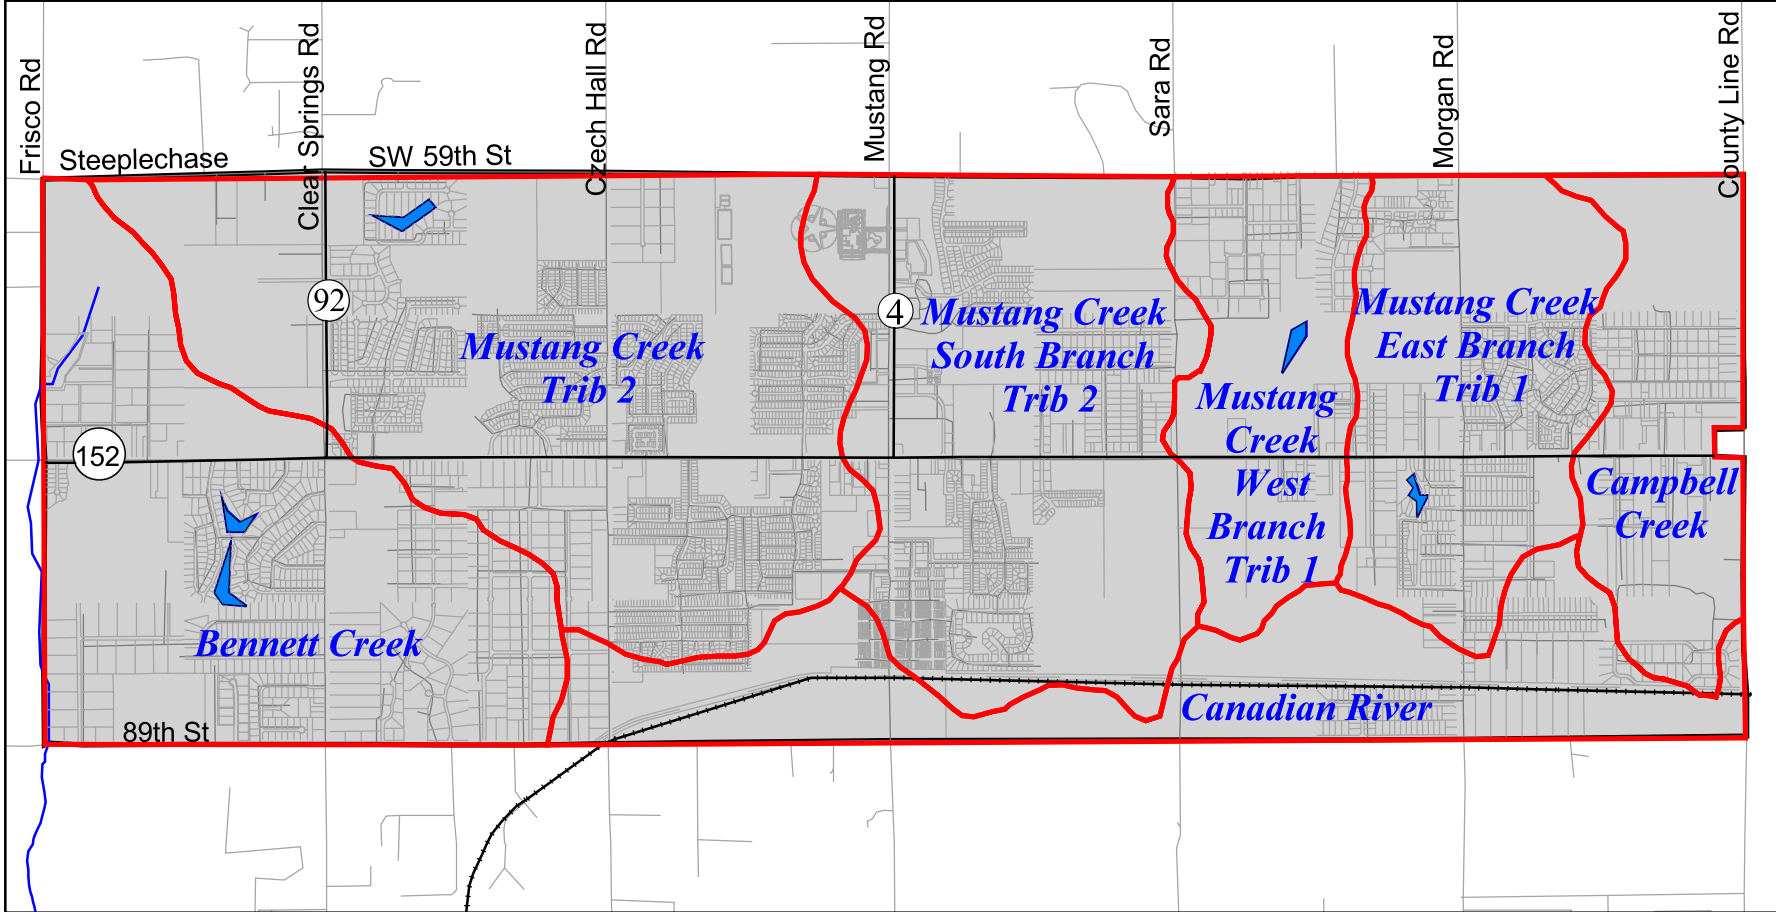 Frisco Rd
Clear Springs Rd
Czech Hall Rd
Mustang Rd
Sara Rd
Morgan Rd
County Line Rd
Steeplechase
SW 59th St
92
4
Mustang Creek
Trib 2
Mustang Creek
South Branch
Trib 2
Mustang
Creek
West
Branch
Trib 1
Mustang Creek
East Branch
Trib 1
152
Campbell
Creek
Bennett Creek
Canadian River
89th St